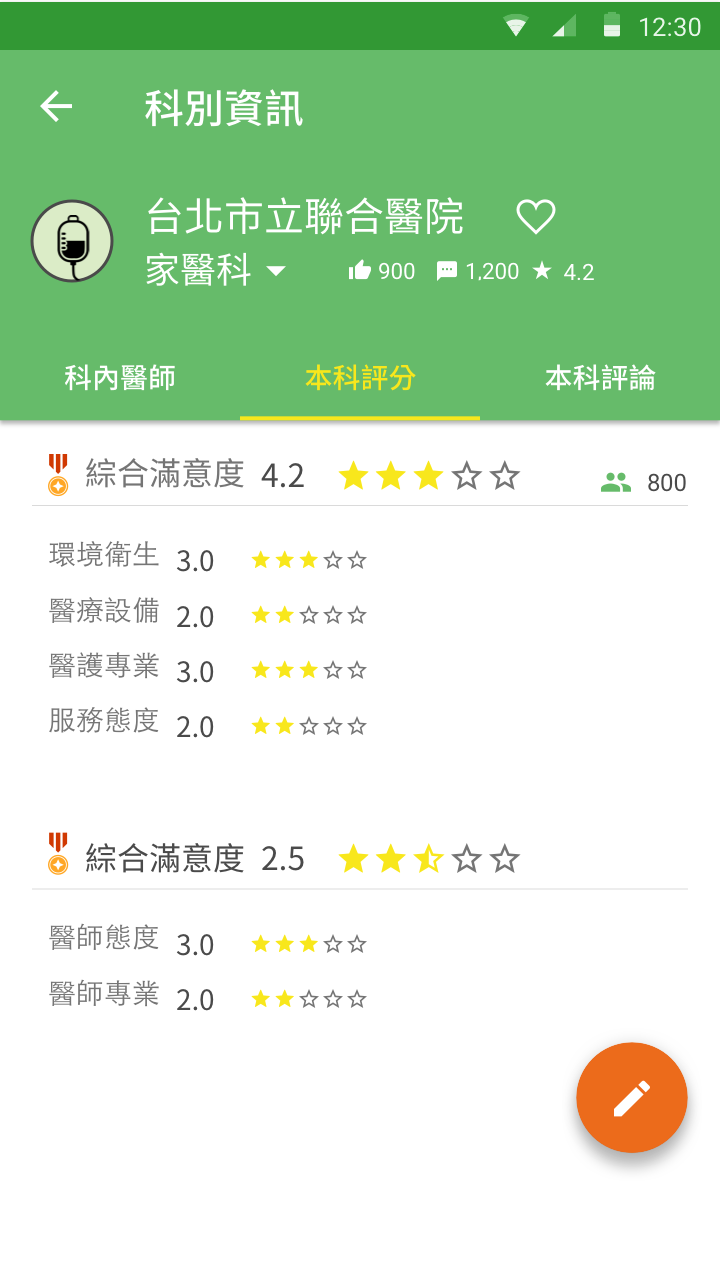 12:30
科別資訊
台北市立聯合醫院
家醫科 900 1,200 4.2
科內醫師 本科評分 本科評論
綜合滿意度 4.2 800
環境衛生 3.0
醫療設備 2.0
醫護專業 3.0
服務態度 2.0
綜合滿意度 2.5
醫師態度 3.0
醫師專業 2.0